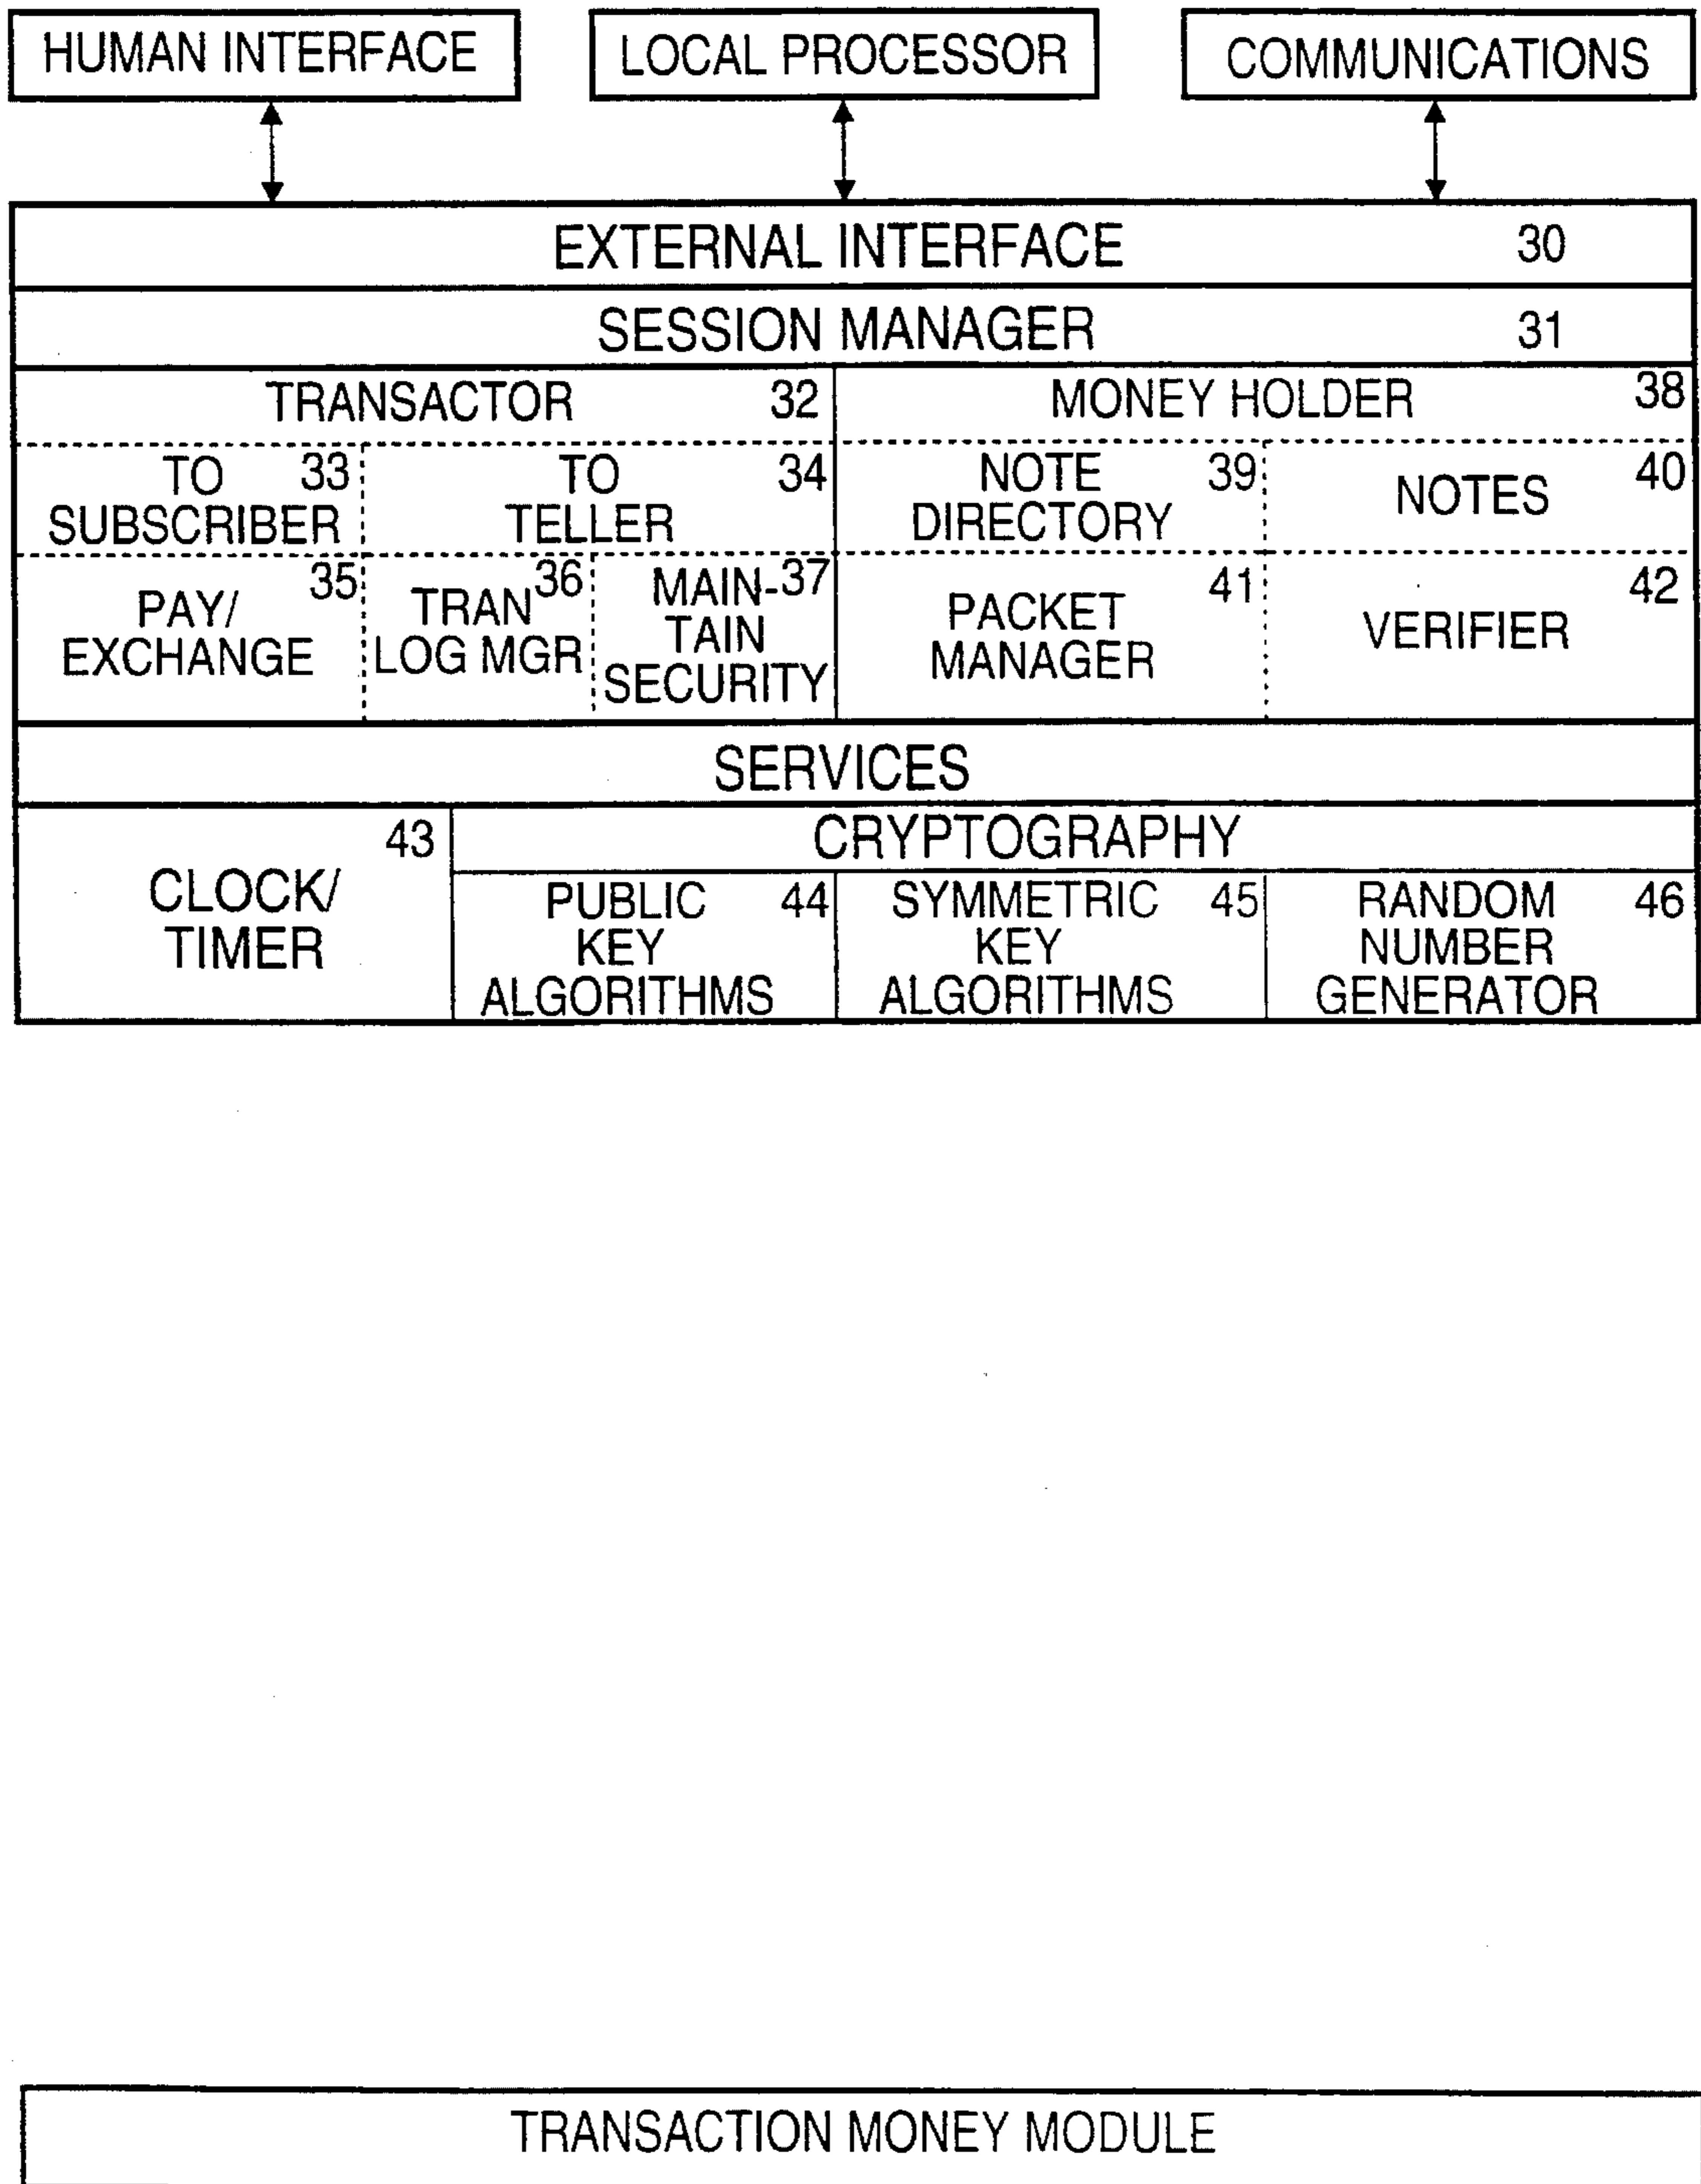 HUMAN INTERFACE
LOCAL PROCESSOR
COMMUNICATIONS
EXTERNAL INTERFACE 30
SESSION MANAGER 31
TRANSACTOR 32
MONEY HOLDER 38
TO 33
SUBSCRIBER
TO 34
TELLER
NOTE 39
DIRECTORY
NOTES 40
PAY/ 35
EXCHANGE
TRAN 36
LOG MGR
MAIN- 37
TAIN
SECURITY
PACKET 41
MANAGER
VERIFIER 42
SERVICES
CLOCK/ 43
TIMER
CRYPTOGRAPHY
PUBLIC 44
KEY
ALGORITHMS
SYMMETRIC 45
KEY
ALGORITHMS
RANDOM 46
NUMBER
GENERATOR
TRANSACTION MONEY MODULE